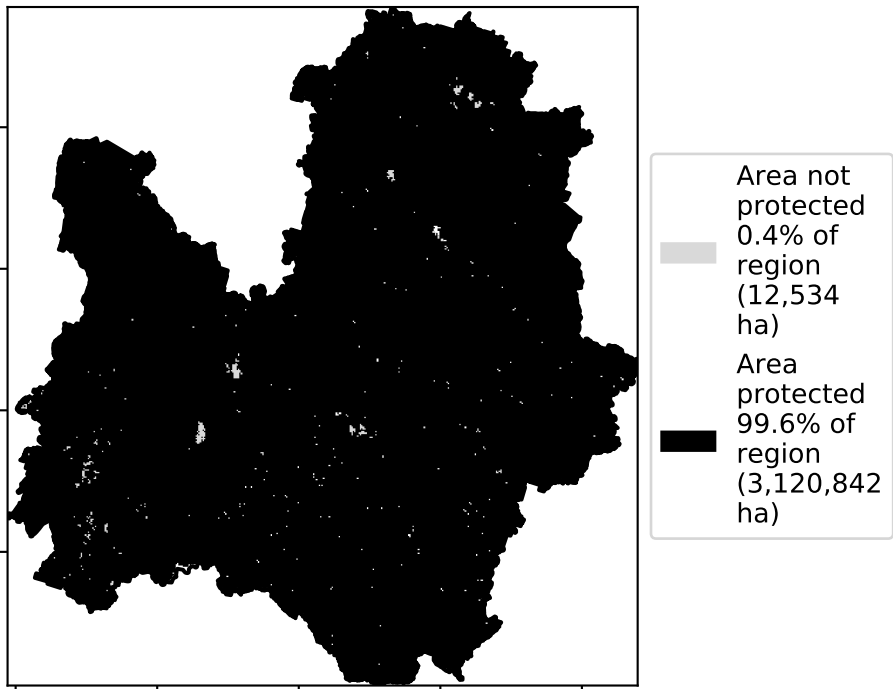 Area not
protected
0.4% of
region
(12,534
ha)
Area
protected
99.6% of
region
(3,120,842
ha)